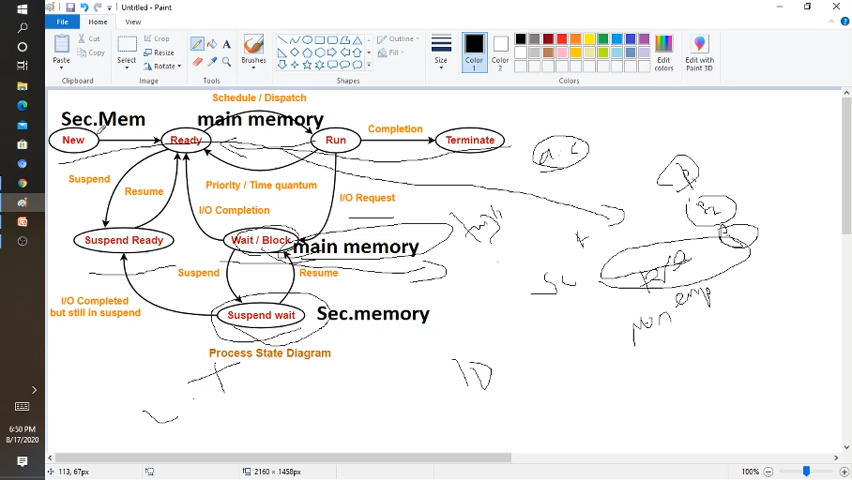 Untitled - Paint
File Home View
Paste
Cut
Copy
Clipboard
Select
Crop
Resize
Rotate
Image
Tools
Brushes
Shapes
Outline
Fill
Size
Color 1
Color 2
Colors
Edit colors
Edit with Paint 3D
Schedule / Dispatch
Sec.Mem
main memory
New
Ready
Run
Completion
Terminate
a.c
Suspend
Resume
Priority / Time quantum
I/O Completion
I/O Request
Suspend Ready
Wait / Block
main memory
Suspend
Resume
I/O Completed
but still in suspend
Suspend wait
Sec.memory
Process State Diagram
10
6:50 PM
8/17/2020
113, 67px
2160 × 1458px
100%